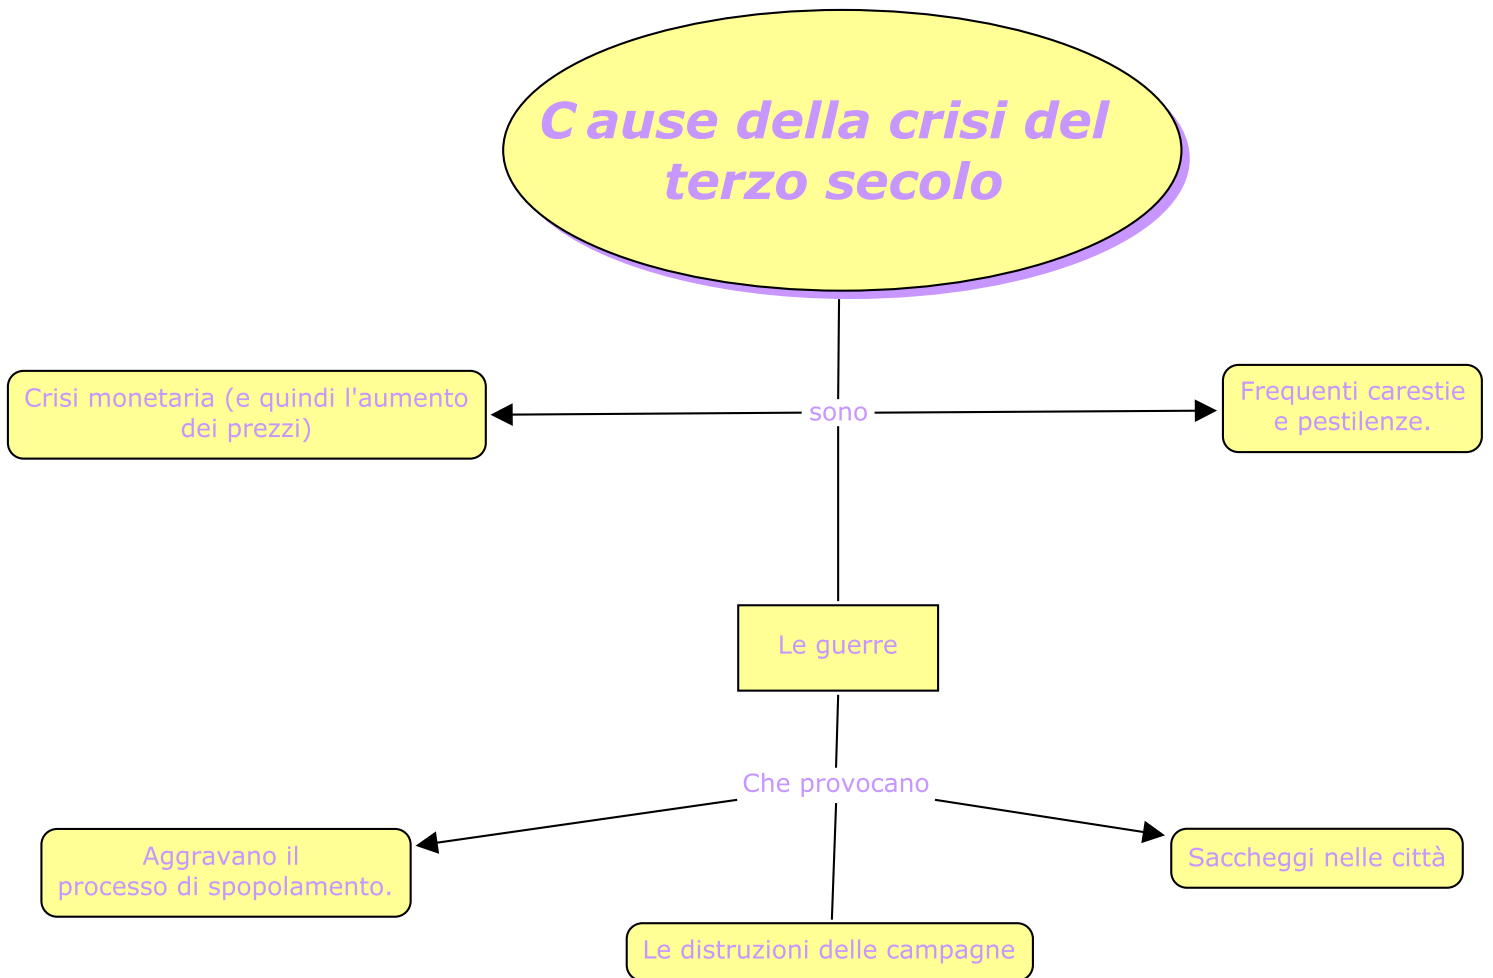 Cause della crisi del
terzo secolo
Crisi monetaria (e quindi l'aumento
dei prezzi)
sono
Frequenti carestie
e pestilenze.
Le guerre
Che provocano
Aggravano il
processo di spopolamento.
Saccheggi nelle città
Le distruzioni delle campagne